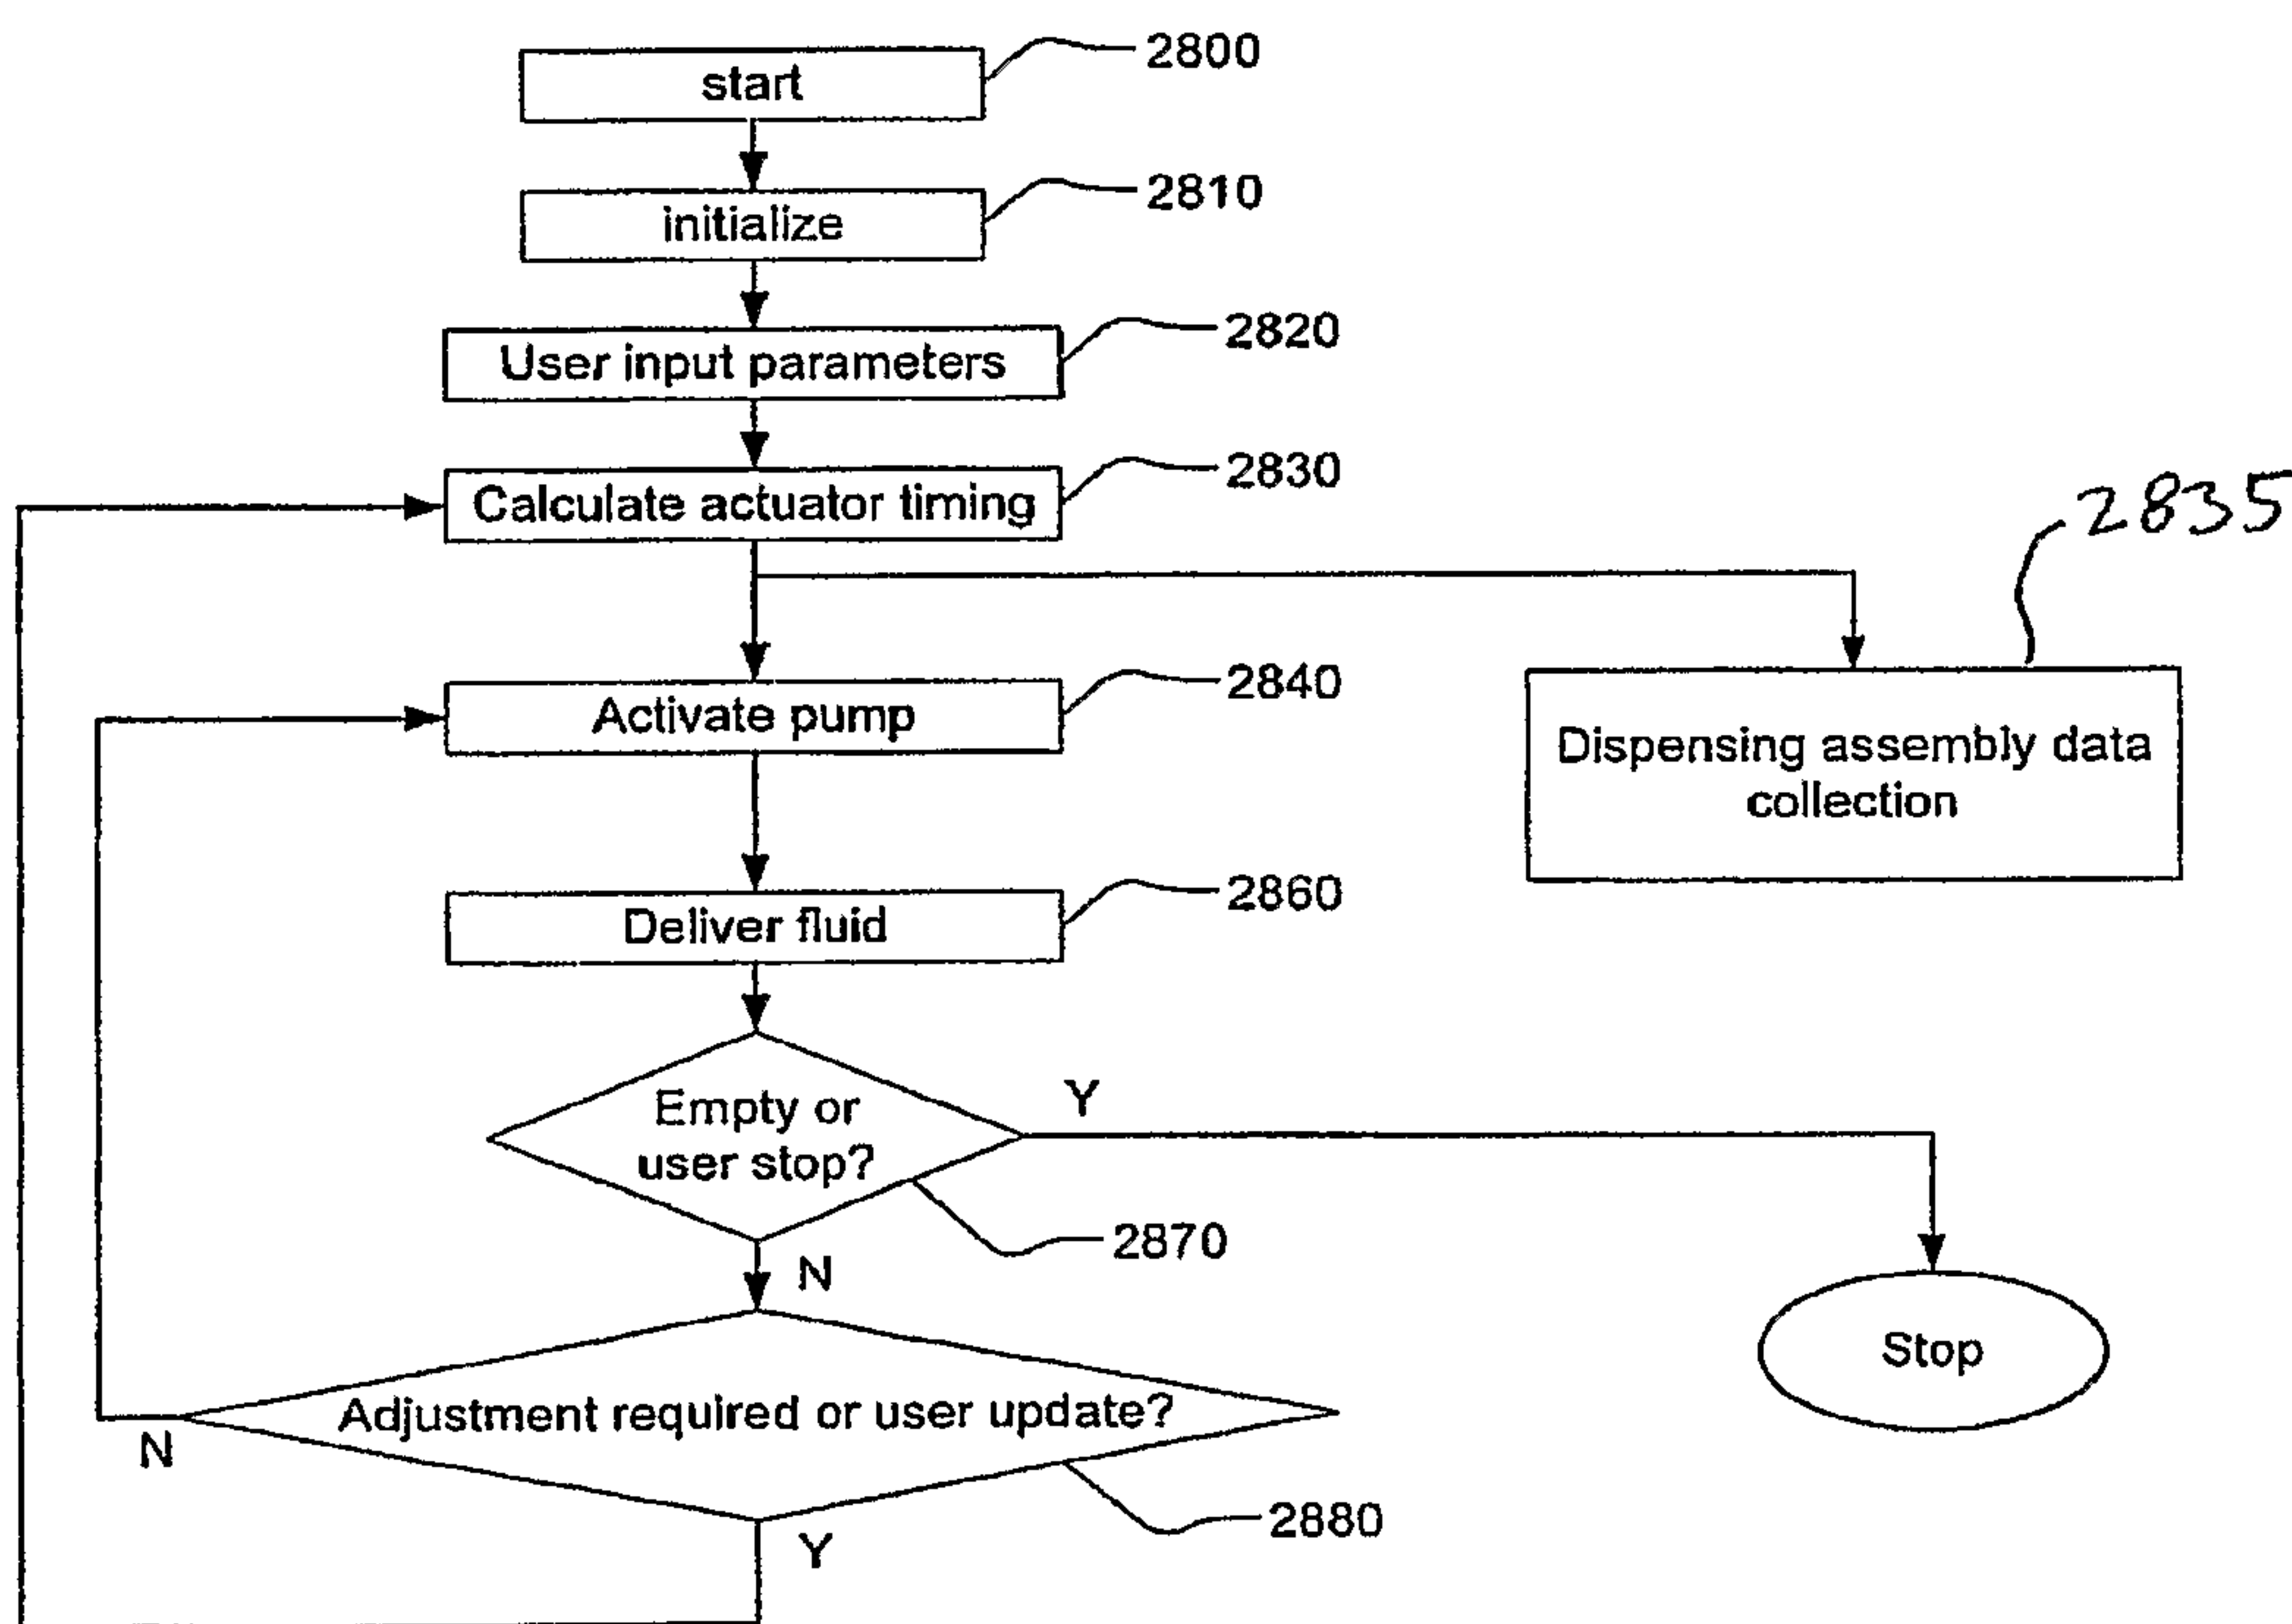 start
2800
initialize
2810
User input parameters
2820
Calculate actuator timing
2830
2835
Activate pump
2840
Dispensing assembly data
collection
Deliver fluid
2860
Empty or
user stop?
Y
2870
N
Stop
Adjustment required or user update?
N
2880
Y